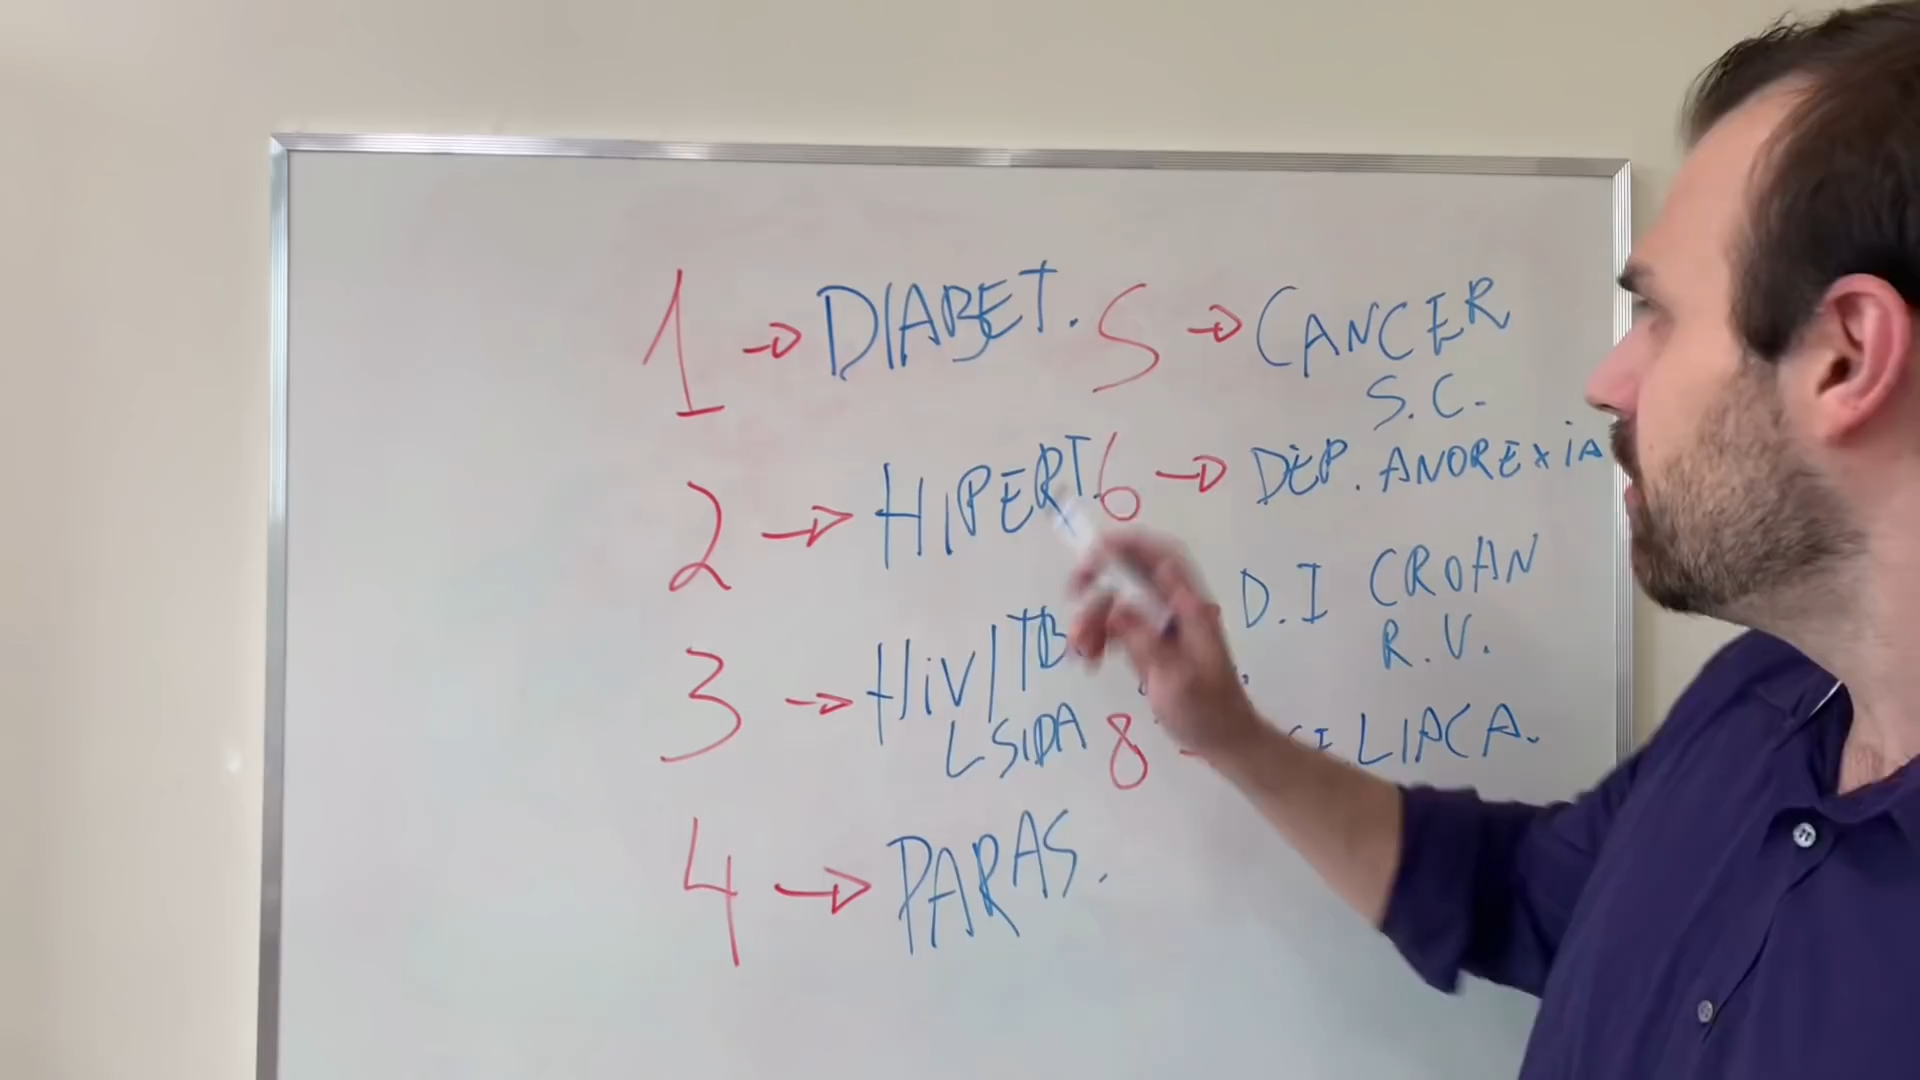 1 → DIABET.
2 → HIPERT.
3 → HIV/TB
SIDA
4 → PARAS.
5 → CANCER
S.C.
6 → DEP. ANOREXIA
D.I CROHN
R.V.
8 LIACA.